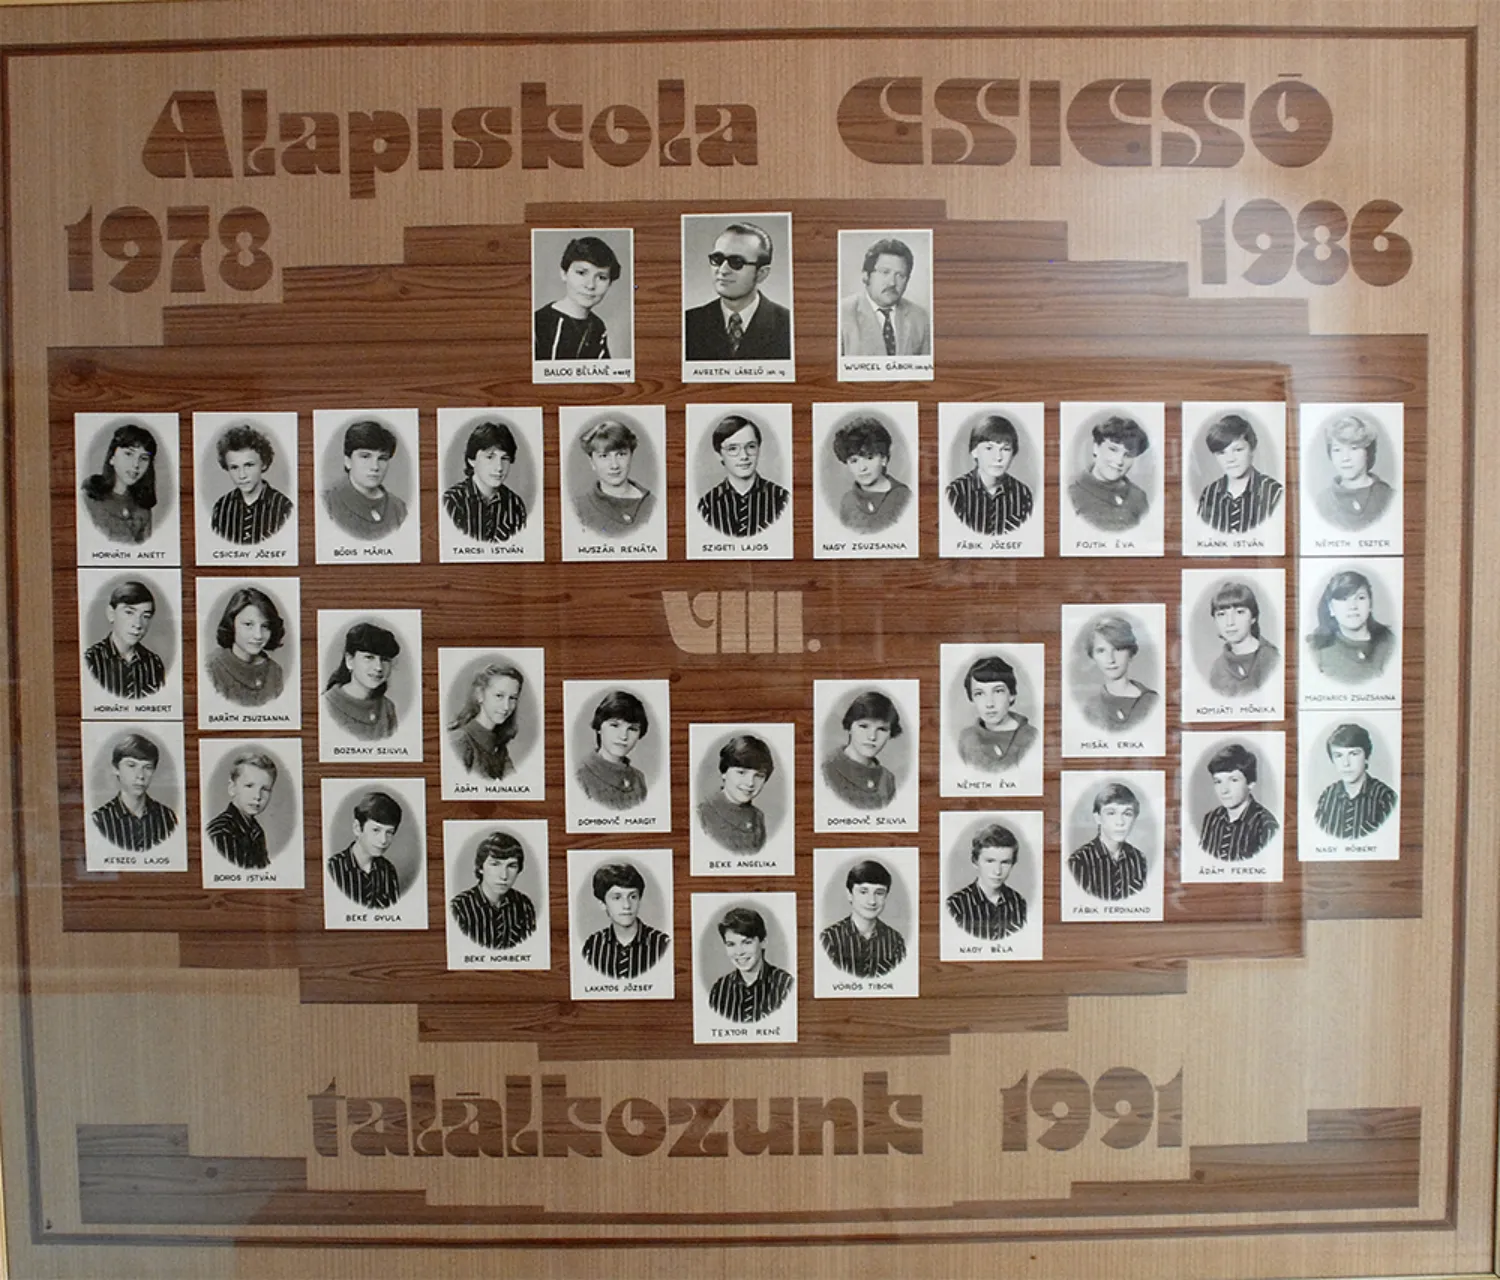 Alapiskola CSICSÓ
1978 1986
BALOG BÉLÁNÉ
AUSZTEN LÁSZLÓ
WURCEL GÁBOR
HORVÁTH ANETT
CSICSAY JÓZSEF
BÓDIS MÁRIA
TARCSI ISTVÁN
HUSZÁR RENÁTA
SZIGETI LAJOS
NAGY ZSUZSANNA
FÁBIK JÓZSEF
FOJTIK ÉVA
KLÁNIK ISTVÁN
NÉMETH ESZTER
VIII.
HORVÁTH NORBERT
BARÁTH ZSUZSANNA
BOZSAKY SZILVIA
ÁDÁM HAJNALKA
DOMBOVIČ MARGIT
BEKE ANGELIKA
DOMBOVIČ SZILVIA
NÉMETH ÉVA
MISÁK ERIKA
KOMJÁTI MÓNIKA
MAGYARICS ZSUZSANNA
KESZEG LAJOS
BOROS ISTVÁN
BEKE GYULA
BEKE NORBERT
LAKATOS JÓZSEF
TEXTOR RENÉ
VÖRÖS TIBOR
NAGY BÉLA
FÁBIK FERDINAND
ÁDÁM FERENC
NAGY RÓBERT
találkozunk 1991